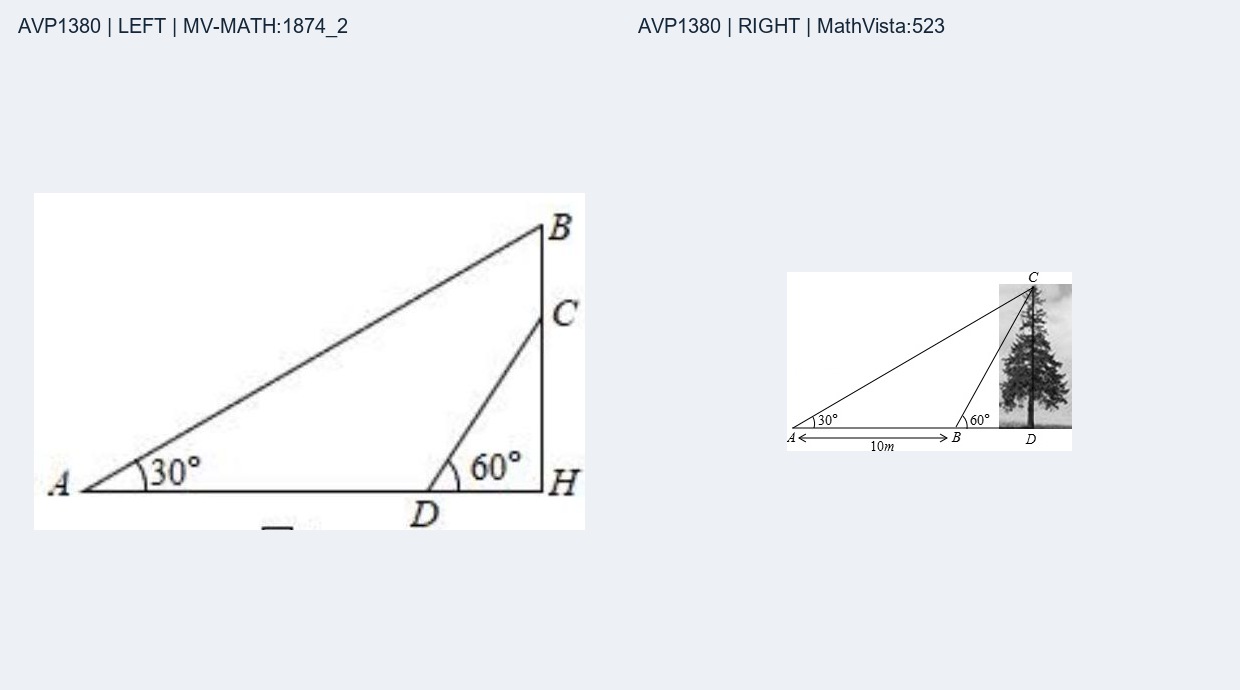 AVP1380 | LEFT | MV-MATH:1874_2
AVP1380 | RIGHT | MathVista:523
B
C
A
30°
60°
H
D
C
30°
60°
A
B
D
10m